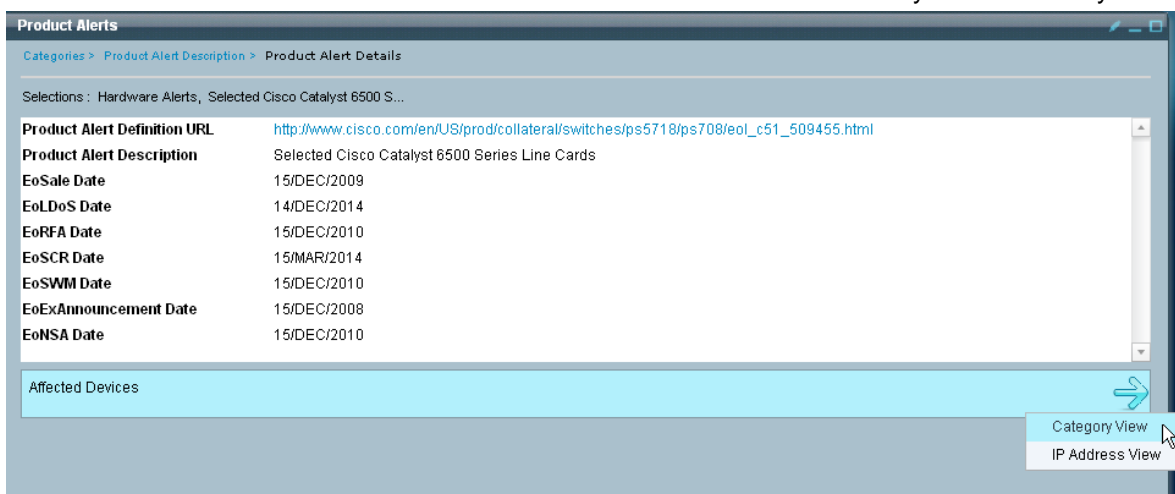 Product Alerts
Categories > Product Alert Description > Product Alert Details
Selections : Hardware Alerts, Selected Cisco Catalyst 6500 S...
Product Alert Definition URL http://www.cisco.com/en/US/prod/collateral/switches/ps5718/ps708/eol_c51_509455.html
Product Alert Description Selected Cisco Catalyst 6500 Series Line Cards
EoSale Date 15/DEC/2009
EoLDoS Date 14/DEC/2014
EoRFA Date 15/DEC/2010
EoSCR Date 15/MAR/2014
EoSWM Date 15/DEC/2010
EoExAnnouncement Date 15/DEC/2008
EoNSA Date 15/DEC/2010
Affected Devices
Category View
IP Address View